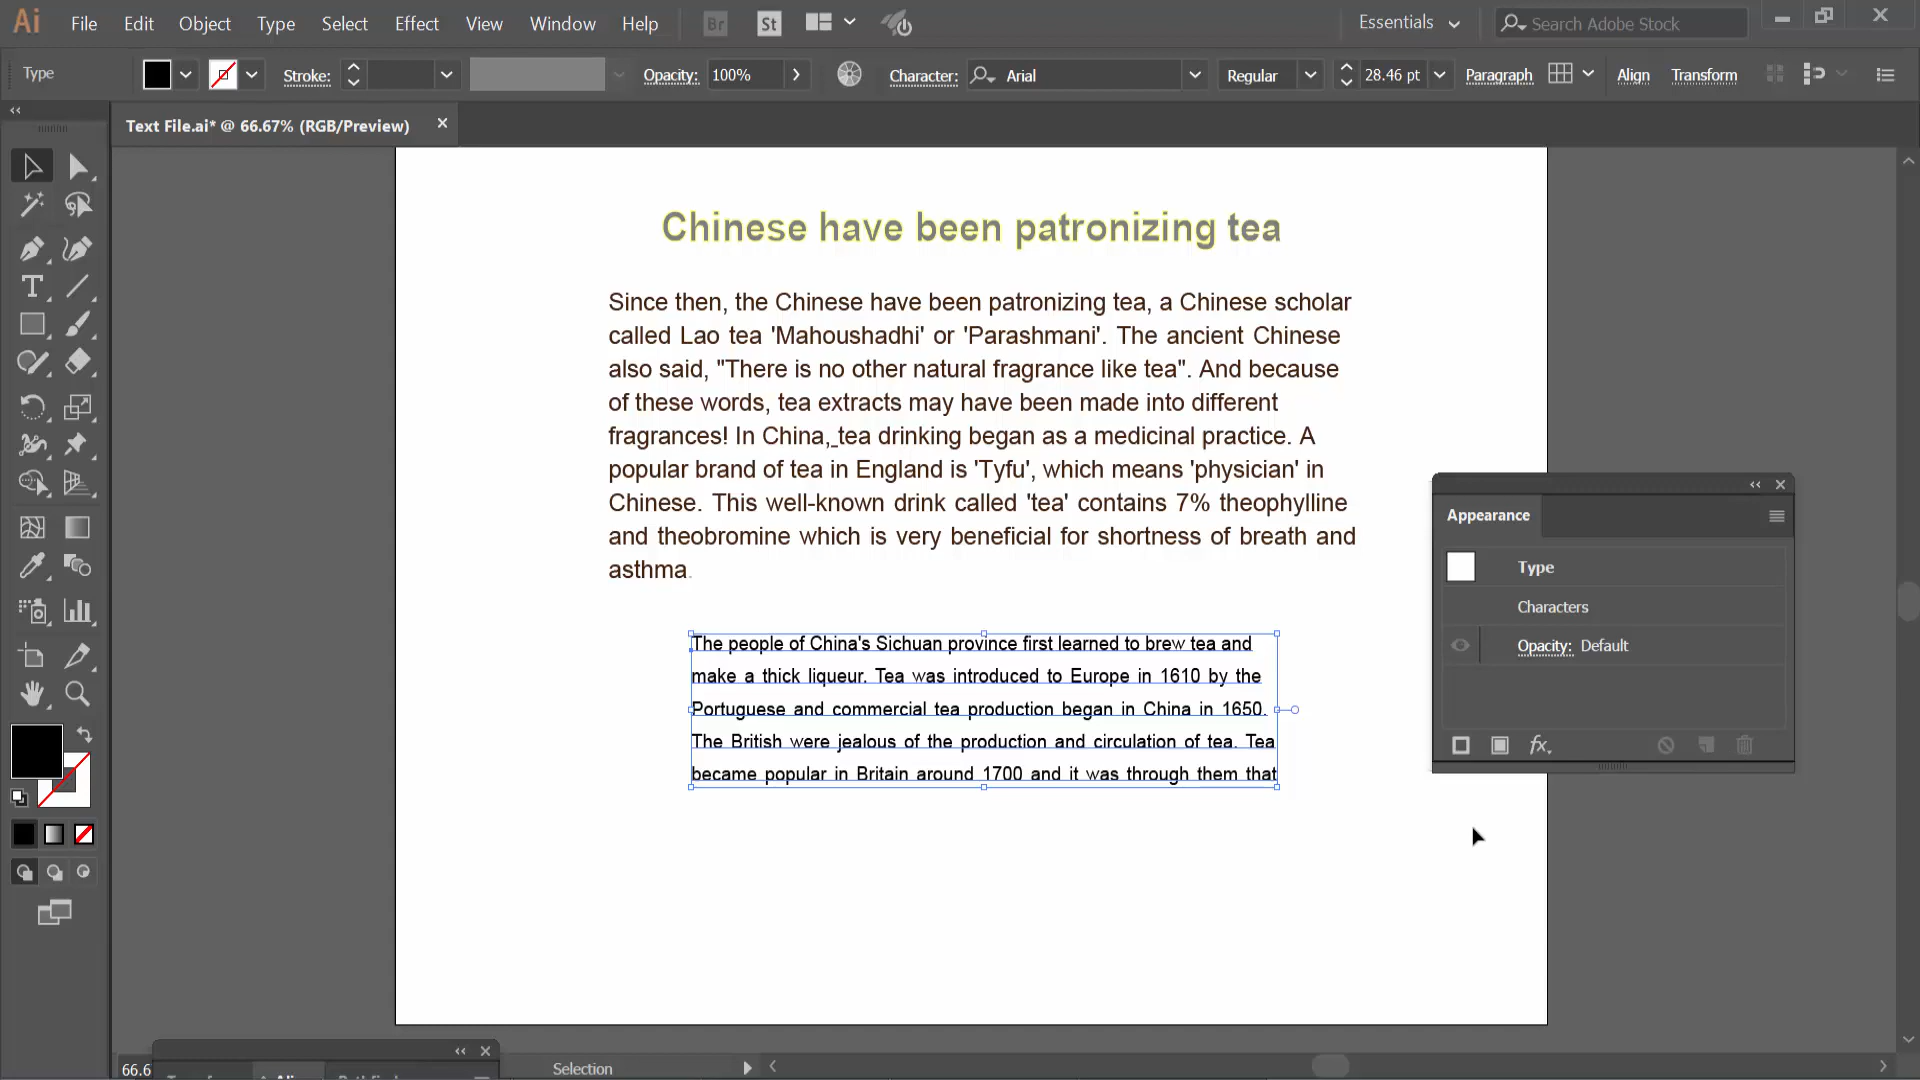 Ai File Edit Object Type Select Effect View Window Help Br St Essentials Search Adobe Stock
Type Stroke: Opacity: 100% Character: Arial Regular 28.46 pt Paragraph Align Transform
Text File.ai* @ 66.67% (RGB/Preview)
Chinese have been patronizing tea
Since then, the Chinese have been patronizing tea, a Chinese scholar
called Lao tea 'Mahoushadhi' or 'Parashmani'. The ancient Chinese
also said, "There is no other natural fragrance like tea". And because
of these words, tea extracts may have been made into different
fragrances! In China, tea drinking began as a medicinal practice. A
popular brand of tea in England is 'Tyfu', which means 'physician' in
Chinese. This well-known drink called 'tea' contains 7% theophylline
and theobromine which is very beneficial for shortness of breath and
asthma.
The people of China's Sichuan province first learned to brew tea and
make a thick liqueur. Tea was introduced to Europe in 1610 by the
Portuguese and commercial tea production began in China in 1650.
The British were jealous of the production and circulation of tea. Tea
became popular in Britain around 1700 and it was through them that
Appearance
Type
Characters
Opacity: Default
fx
66.6
Selection